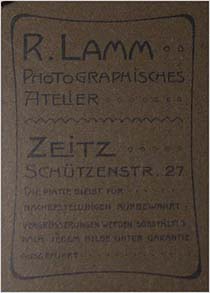 R. LAMM
PHOTOGRAPHISCHES
ATELIER
ZEITZ
SCHÜTZENSTR. 27
DIE PLATTE BLEIBT FÜR
NACHBESTELLUNGEN AUFBEWAHRT
VERGRÖSSERUNGEN WERDEN
NACH JEDEM BILDE UNTER GARANTIE
AUSGEFÜHRT